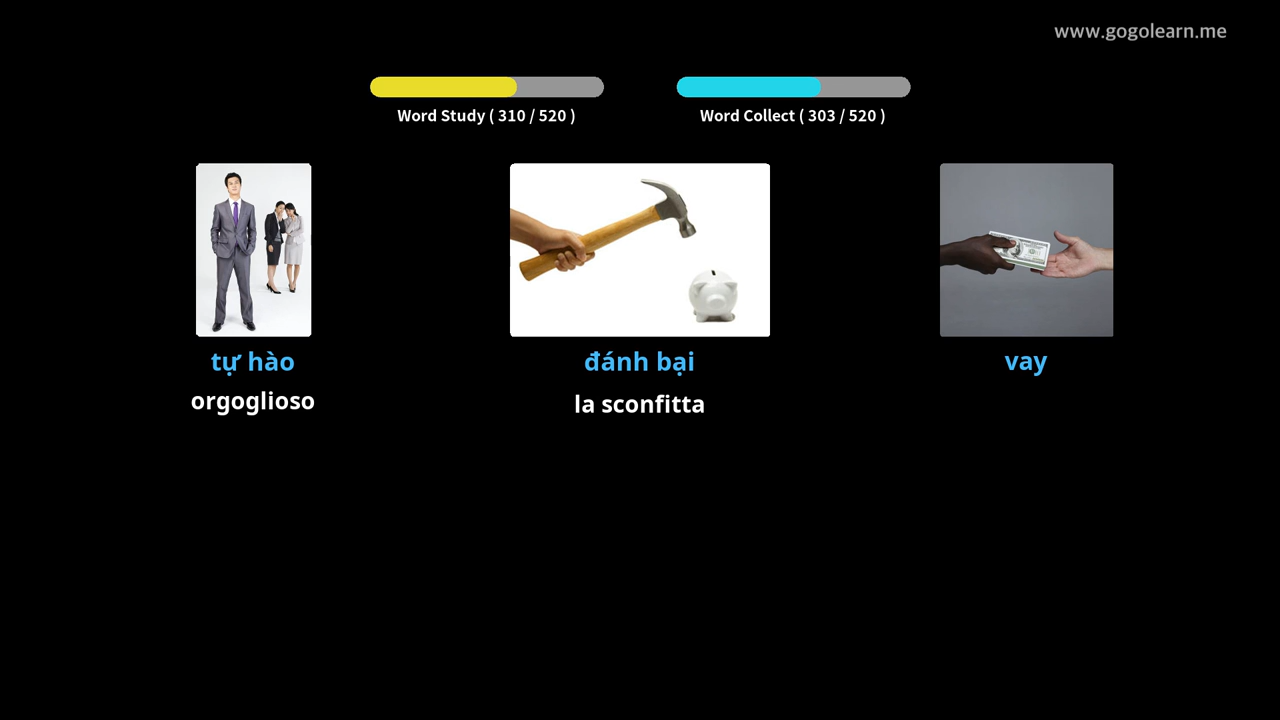 www.gogolearn.me
Word Study ( 310 / 520 )
Word Collect ( 303 / 520 )
tự hào
orgoglioso
đánh bại
la sconfitta
vay